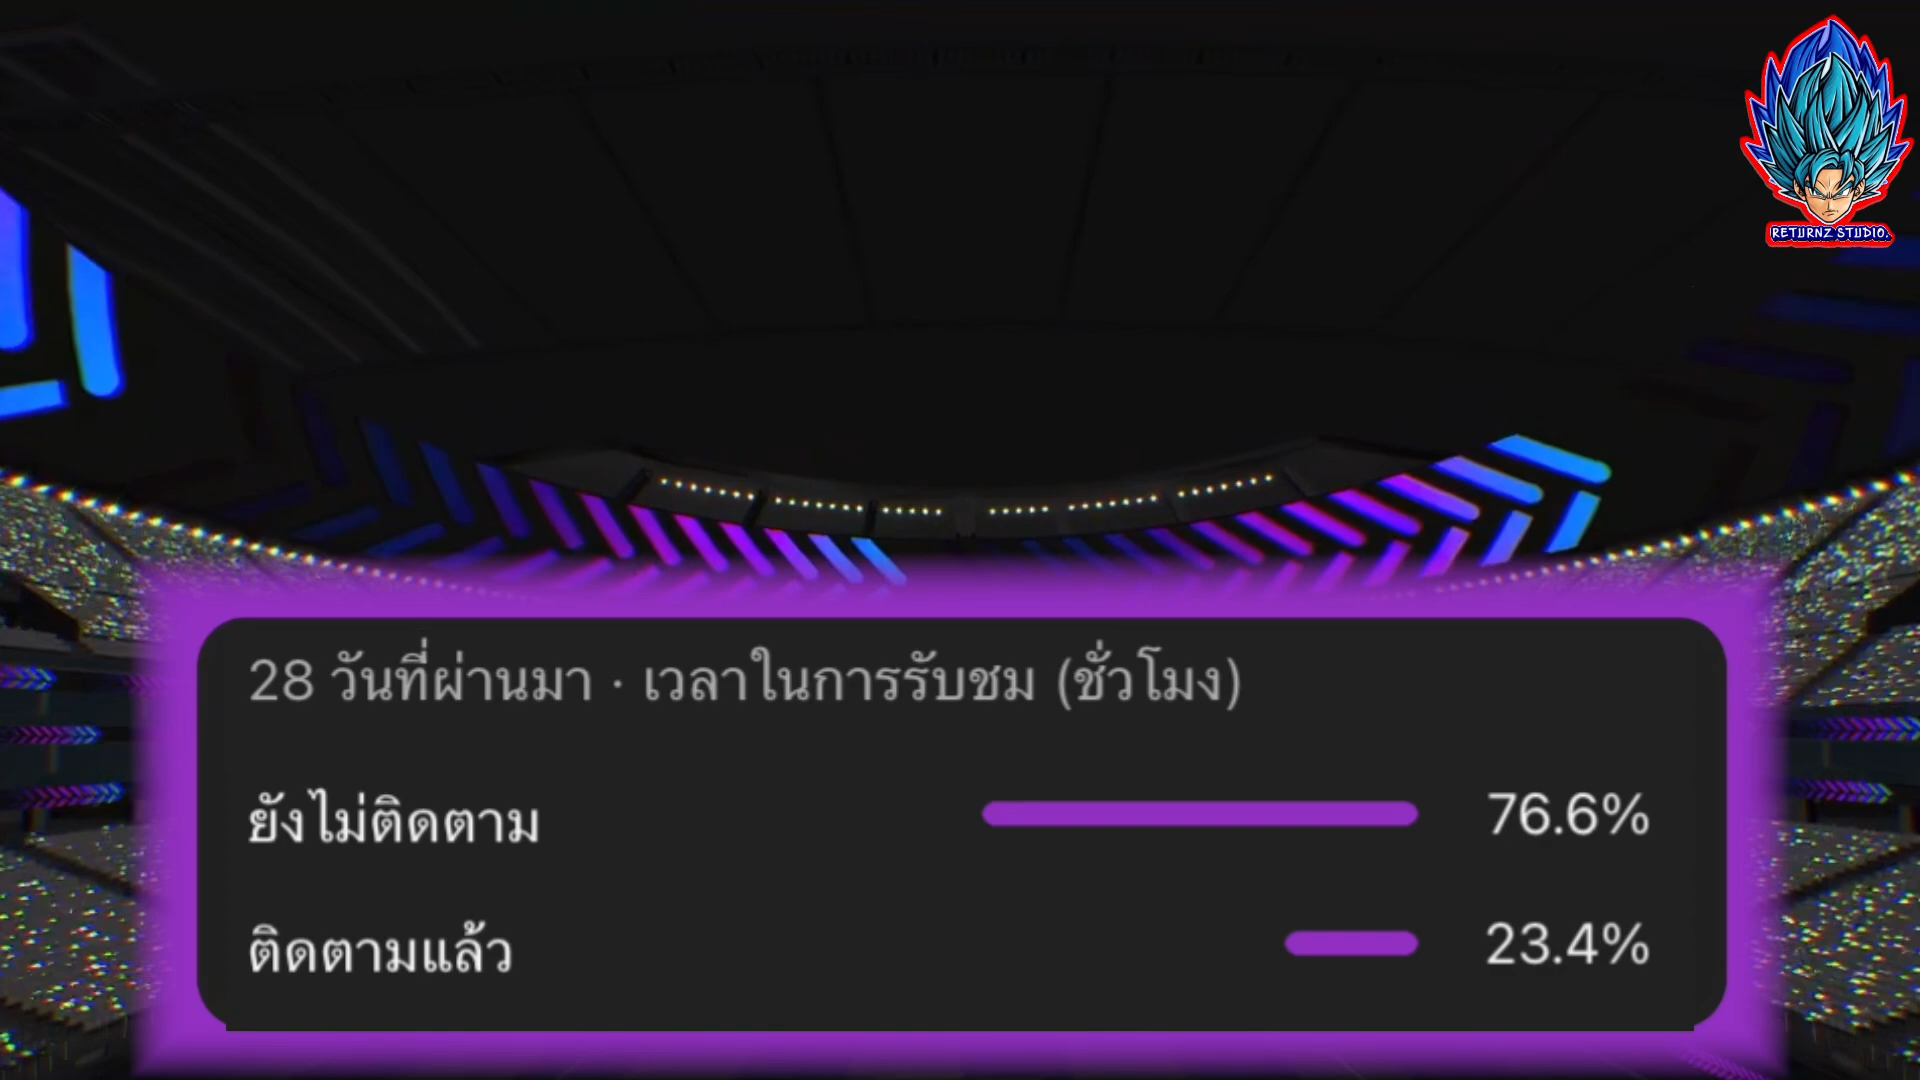 RETURNZ STUDIO.
28 วันที่ผ่านมา · เวลาในการรับชม (ชั่วโมง)
ยังไม่ติดตาม 76.6%
ติดตามแล้ว 23.4%